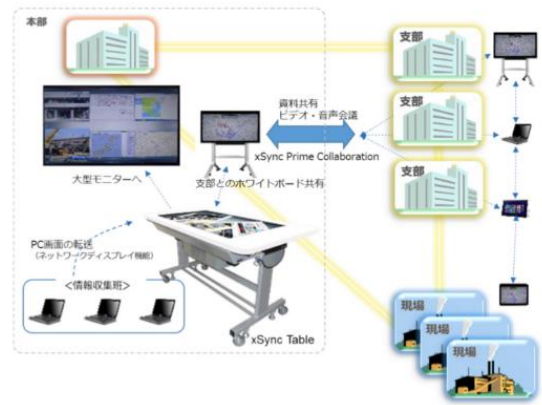 本部
支部
支部
支部
資料共有
ビデオ・音声会議
xSync Prime Collaboration
大型モニターへ
支部とのホワイトボード共有
PC画面の転送
（ネットワークディスプレイ機能）
<情報収集班>
xSync Table
現場
現場
現場